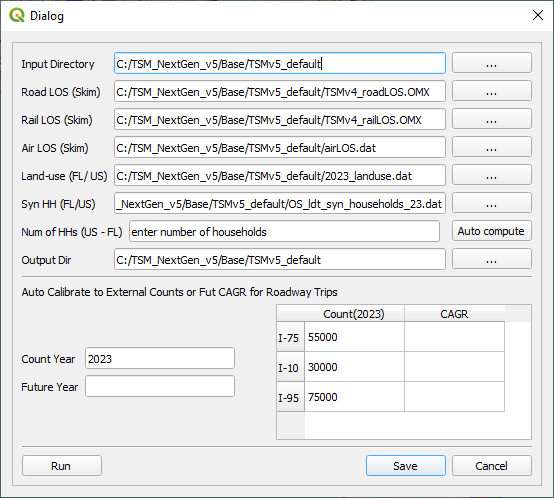 Dialog
Input Directory C:/TSM_NextGen_v5/Base/TSMv5_default ...
Road LOS (Skim) C:/TSM_NextGen_v5/Base/TSMv5_default/TSMv4_roadLOS.OMX ...
Rail LOS (Skim) C:/TSM_NextGen_v5/Base/TSMv5_default/TSMv4_railLOS.OMX ...
Air LOS (Skim) C:/TSM_NextGen_v5/Base/TSMv5_default/airLOS.dat ...
Land-use (FL/ US) C:/TSM_NextGen_v5/Base/TSMv5_default/2023_landuse.dat ...
Syn HH (FL/US) _NextGen_v5/Base/TSMv5_default/OS_ldt_syn_households_23.dat ...
Num of HHs (US - FL) enter number of households Auto compute
Output Dir C:/TSM_NextGen_v5/Base/TSMv5_default ...
Auto Calibrate to External Counts or Fut CAGR for Roadway Trips
Count(2023) CAGR
I-75 55000
I-10 30000
I-95 75000
Count Year 2023
Future Year
Run Save Cancel